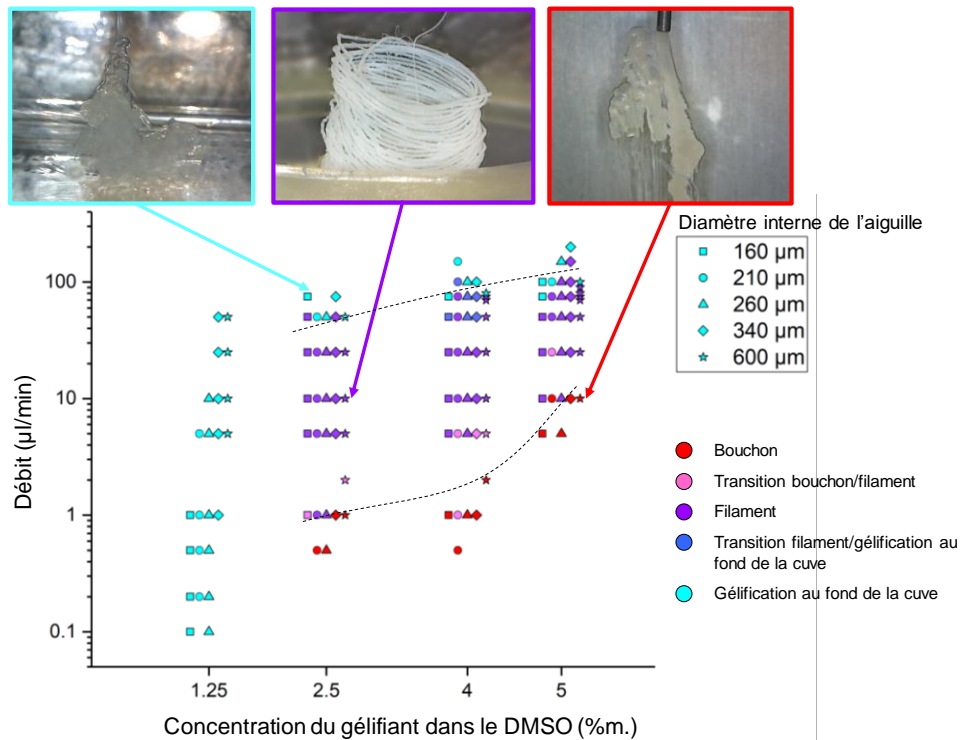 Diamètre interne de l'aiguille
160 µm
210 µm
260 µm
340 µm
600 µm
Débit (µl/min)
100
10
1
0.1
1.25
2.5
4
5
Concentration du gélifiant dans le DMSO (%m.)
Bouchon
Transition bouchon/filament
Filament
Transition filament/gélification au
fond de la cuve
Gélification au fond de la cuve